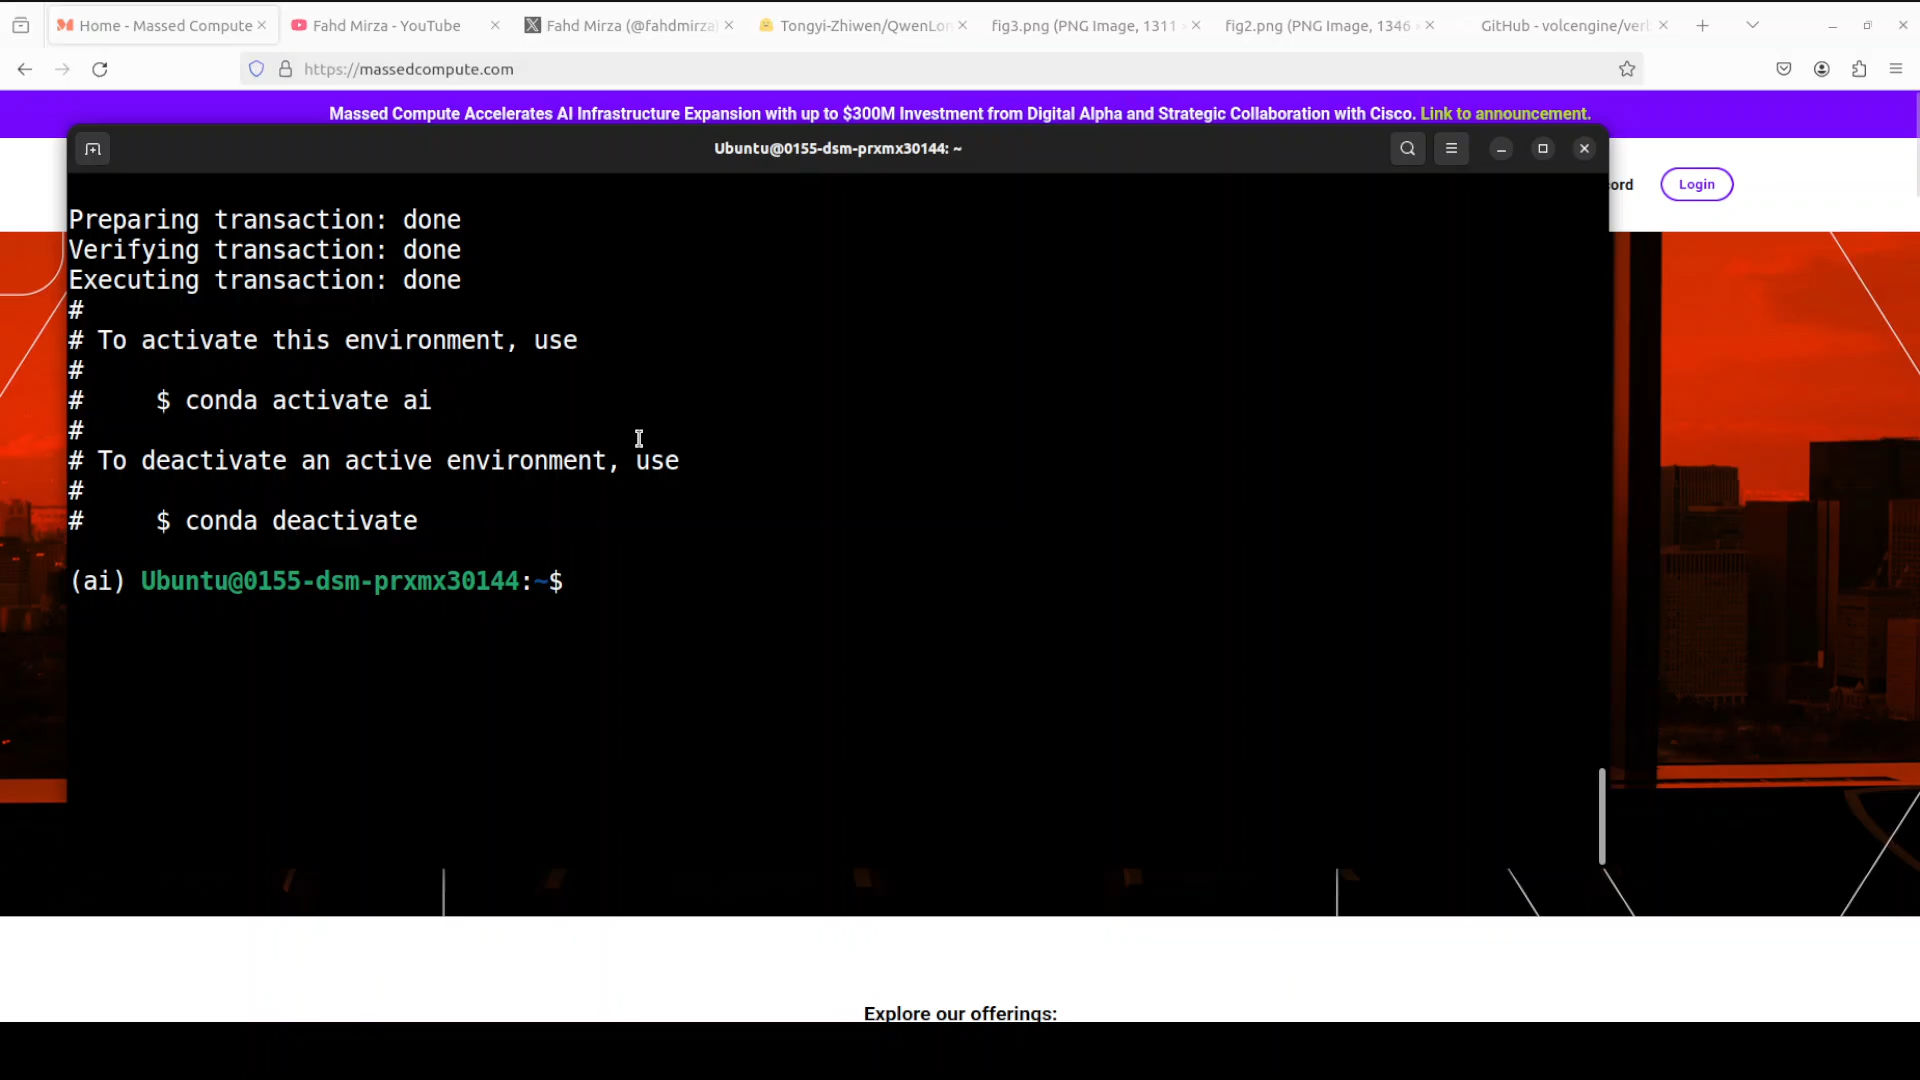 Home - Massed Compute
Fahd Mirza - YouTube
Fahd Mirza (@fahdmirza)
Tongyi-Zhiwen/QwenLon
fig3.png (PNG Image, 1311
fig2.png (PNG Image, 1346
GitHub - volcengine/verl
https://massedcompute.com
Massed Compute Accelerates AI Infrastructure Expansion with up to $300M Investment from Digital Alpha and Strategic Collaboration with Cisco. Link to announcement.
Ubuntu@0155-dsm-prxmx30144: ~
ord
Login
Preparing transaction: done
Verifying transaction: done
Executing transaction: done
#
# To activate this environment, use
#
#     $ conda activate ai
#
# To deactivate an active environment, use
#
#     $ conda deactivate
(ai) Ubuntu@0155-dsm-prxmx30144:~$
Explore our offerings: